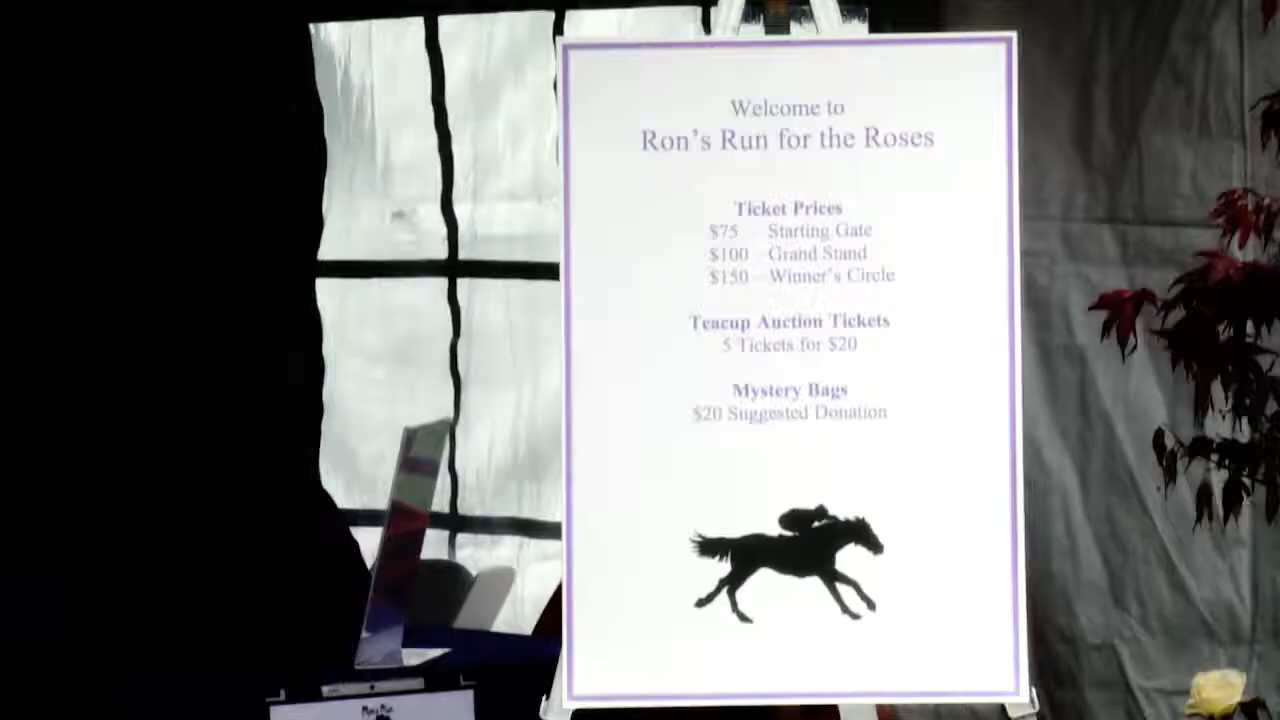 Welcome to
Ron's Run for the Roses
Ticket Prices
$75 – Starting Gate
$100 – Grand Stand
$150 – Winner's Circle
Teacup Auction Tickets
5 Tickets for $20
Mystery Bags
$20 Suggested Donation